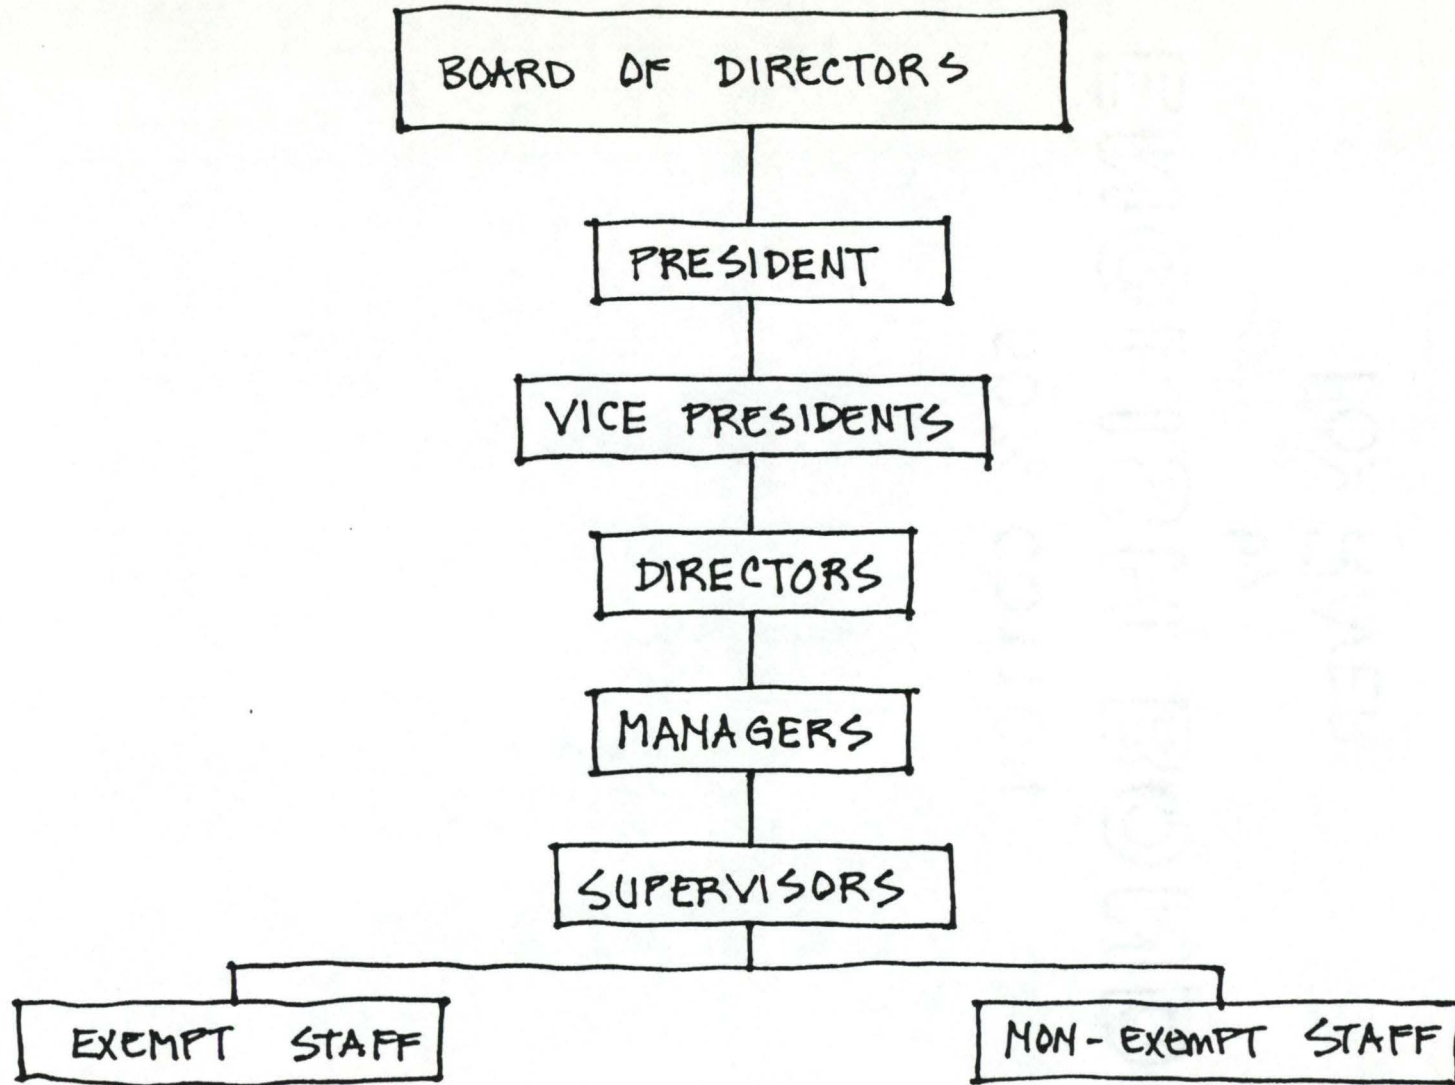 BOARD OF DIRECTORS
PRESIDENT
VICE PRESIDENTS
DIRECTORS
MANAGERS
SUPERVISORS
EXEMPT STAFF
NON-EXEMPT STAFF